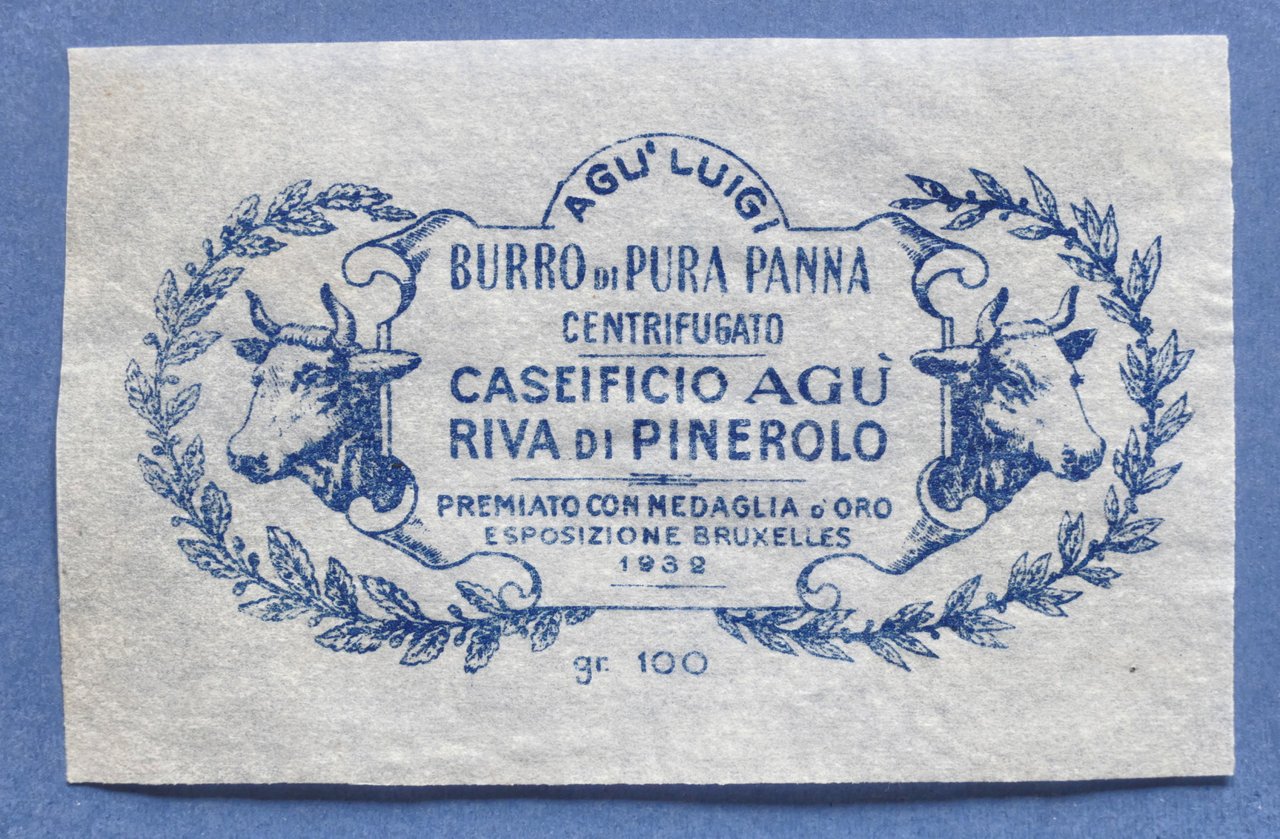 AGU' LUIGI
BURRO DI PURA PANNA
CENTRIFUGATO
CASEIFICIO AGÙ
RIVA DI PINEROLO
PREMIATO CON MEDAGLIA D'ORO
ESPOSIZIONE BRUXELLES
1932
gr. 100